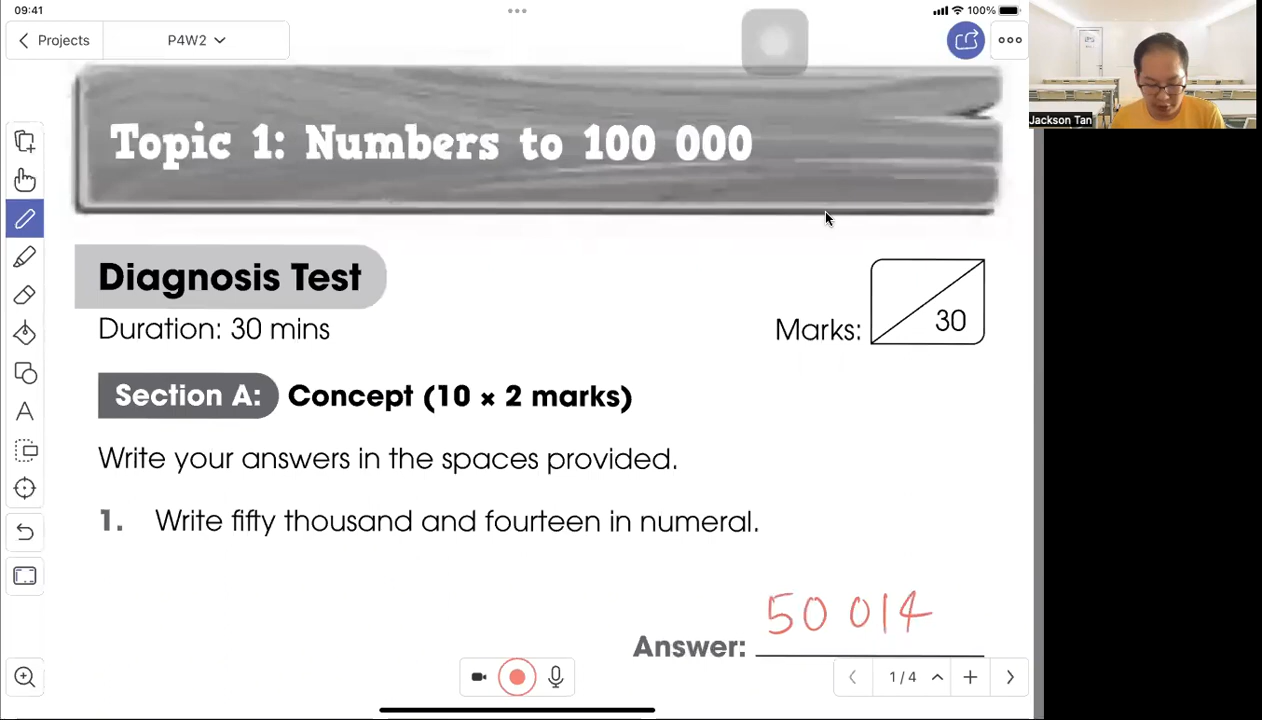 09:41
100%
Projects
P4W2
Jackson Tan
Topic 1: Numbers to 100 000
Diagnosis Test
Duration: 30 mins
Marks: 30
Section A: Concept (10 × 2 marks)
Write your answers in the spaces provided.
1. Write fifty thousand and fourteen in numeral.
Answer: 50 014
1 / 4